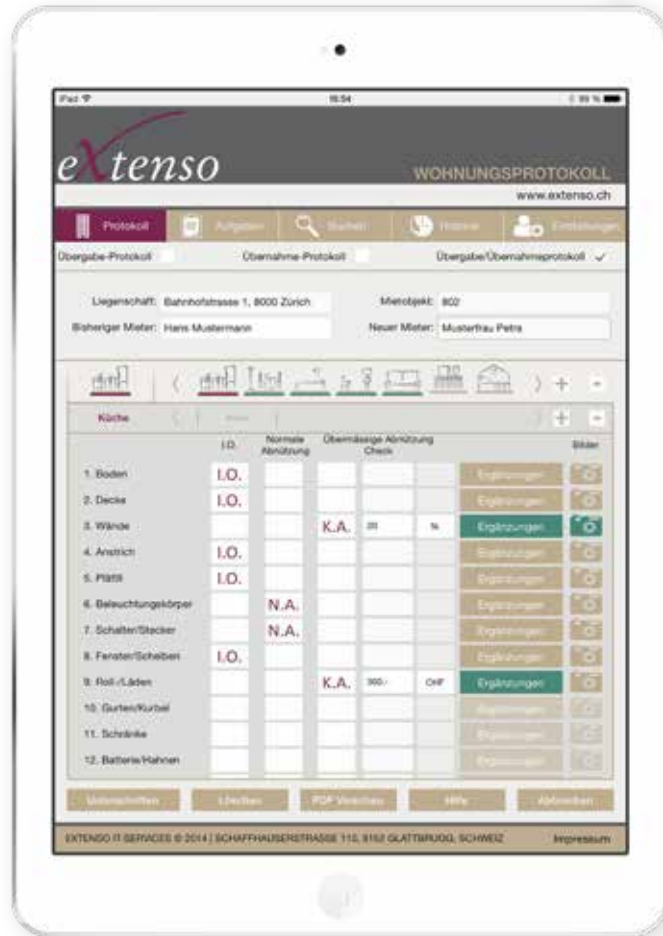 iPad 16:54 99 %
extenso
WOHNUNGSPROTOKOLL
www.extenso.ch
Protokoll Aufgaben Suchen Historie Einstellungen
Übergabe-Protokoll Übernahme-Protokoll Übergabe/Übernahmeprotokoll
Liegenschaft: Bahnhofstrasse 1, 8000 Zürich Mietobjekt: 802
Bisheriger Mieter: Hans Mustermann Neuer Mieter: Musterfrau Petra
Küche
I.O. Normale Abnützung Übermässige Abnützung Check Bilder
1. Boden I.O. Ergänzungen
2. Decke I.O. Ergänzungen
3. Wände K.A. 20 % Ergänzungen
4. Anstrich I.O. Ergänzungen
5. Plättli I.O. Ergänzungen
6. Beleuchtungskörper N.A. Ergänzungen
7. Schalter/Stecker N.A. Ergänzungen
8. Fenster/Scheiben I.O. Ergänzungen
9. Roll-/Läden K.A. 300.- CHF Ergänzungen
10. Gurten/Kurbel Ergänzungen
11. Schränke Ergänzungen
12. Batterie/Hahnen Ergänzungen
Unterschriften Löschen PDF Vorschau Hilfe Abbrechen
EXTENSO IT-SERVICES © 2014 | SCHAFFHAUSERSTRASSE 110, 8152 GLATTBRUGG, SCHWEIZ Impressum